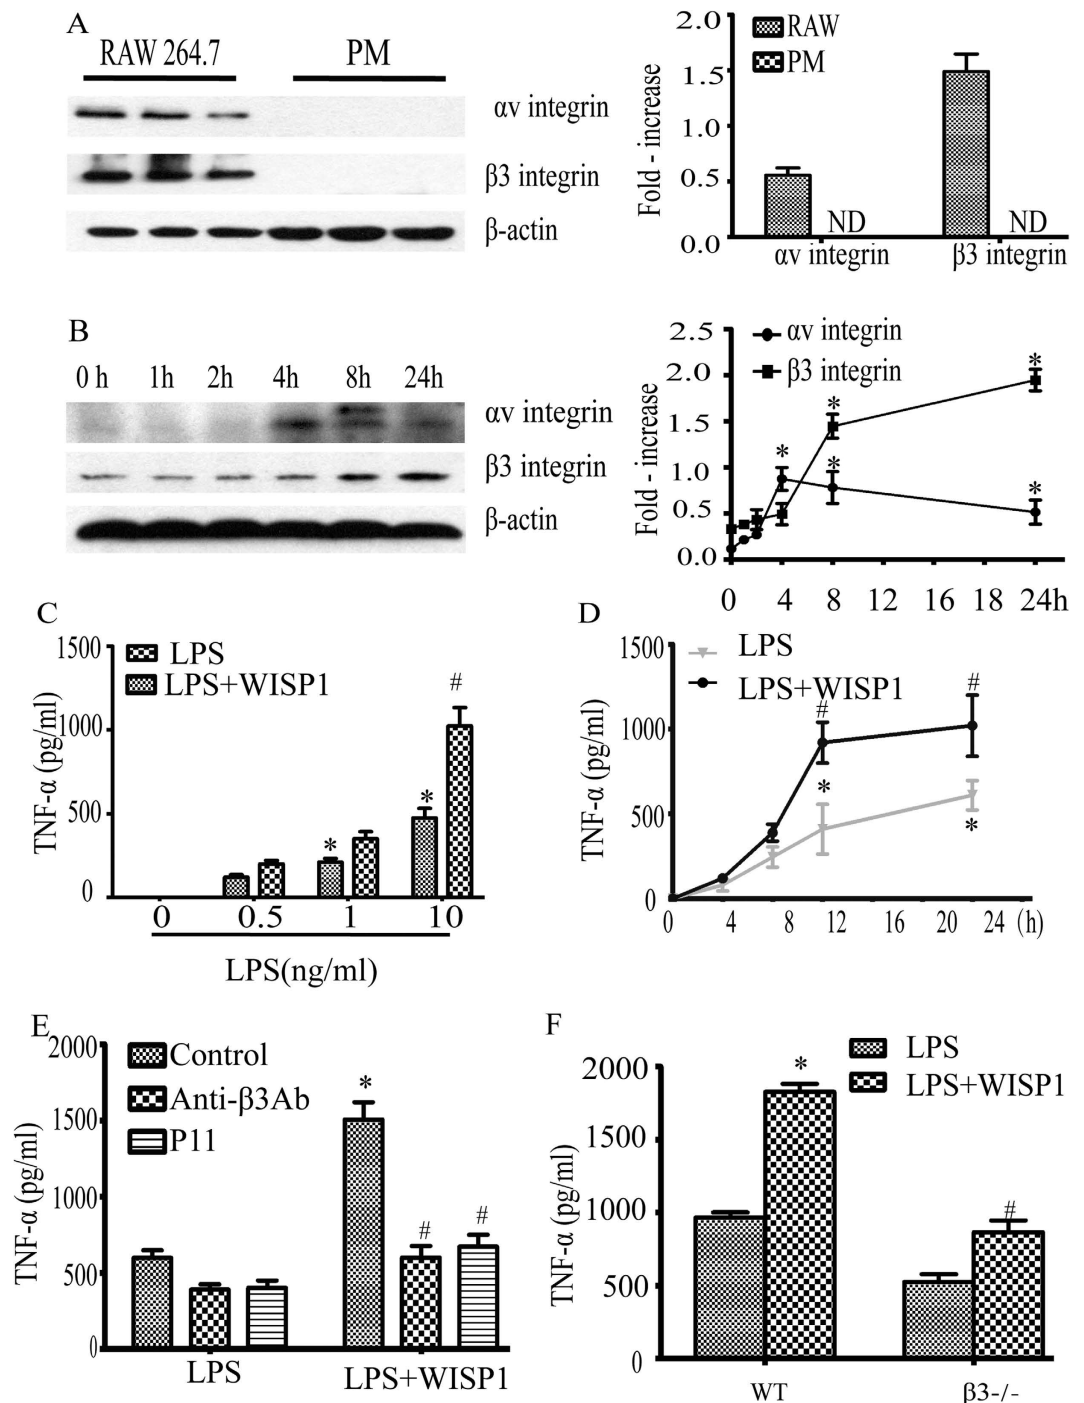 A
RAW 264.7 PM
αv integrin
β3 integrin
β-actin
RAW
PM
Fold - increase
2.0
1.5
1.0
0.5
0.0
ND ND
αv integrin β3 integrin
B
0 h 1h 2h 4h 8h 24h
αv integrin
β3 integrin
β-actin
αv integrin
β3 integrin
Fold - increase
2.5
2.0
1.5
1.0
0.5
0.0
* * * * *
0 4 8 12 16 18 24h
C
LPS
LPS+WISP1
TNF-α (pg/ml)
1500
1000
500
0
* * #
0 0.5 1 10
LPS(ng/ml)
D
LPS
LPS+WISP1
TNF-α (pg/ml)
1500
1000
500
0
# #
* *
0 4 8 12 16 20 24 (h)
E
Control
Anti-β3Ab
P11
TNF-α (pg/ml)
2000
1500
1000
500
0
* # #
LPS LPS+WISP1
F
LPS
LPS+WISP1
TNF-α (pg/ml)
2000
1500
1000
500
0
* #
WT β3-/-